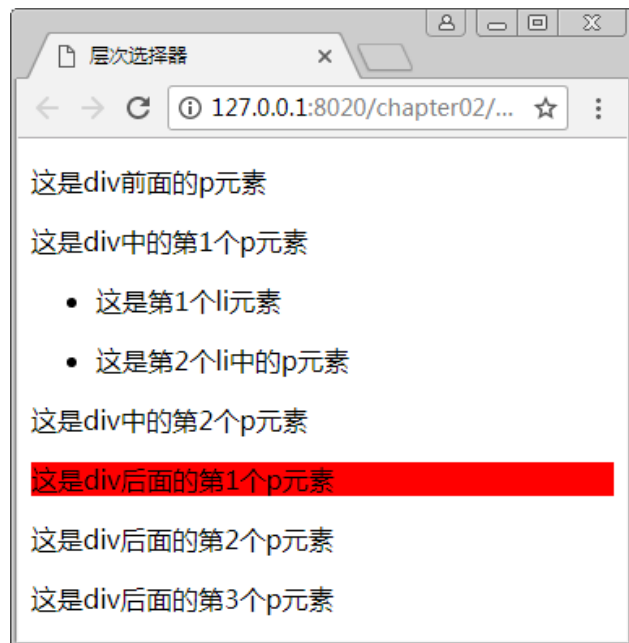 层次选择器
127.0.0.1:8020/chapter02/...
这是div前面的p元素
这是div中的第1个p元素
这是第1个li元素
这是第2个li中的p元素
这是div中的第2个p元素
这是div后面的第1个p元素
这是div后面的第2个p元素
这是div后面的第3个p元素